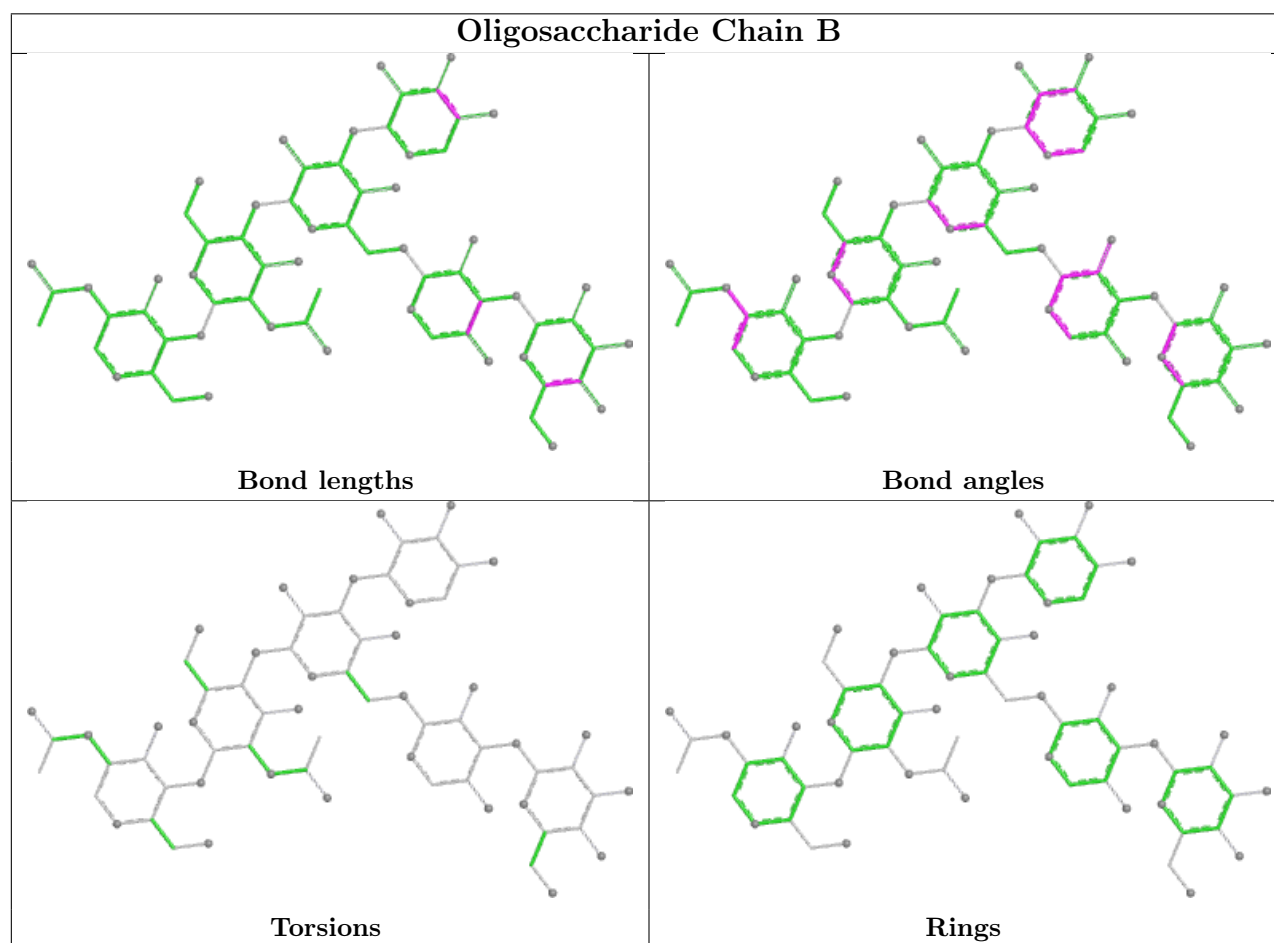 Oligosaccharide Chain B
Bond lengths
Bond angles
Torsions
Rings